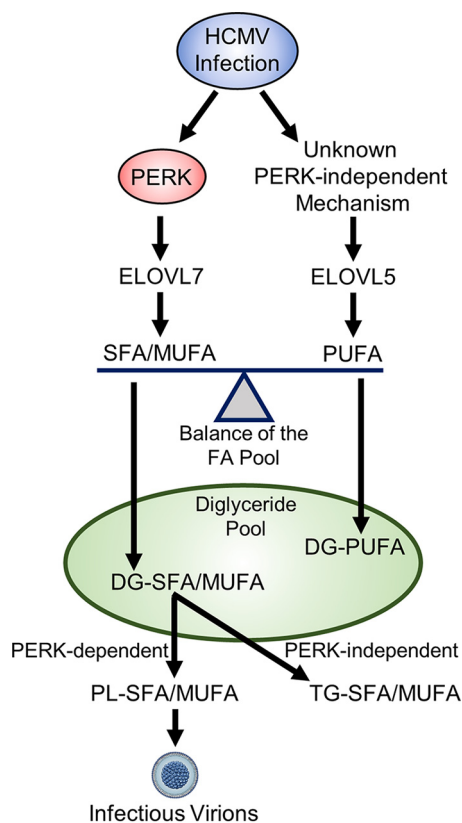 HCMV
Infection
PERK
Unknown
PERK-independent
Mechanism
ELOVL7
ELOVL5
SFA/MUFA
PUFA
Balance of the
FA Pool
Diglyceride
Pool
DG-PUFA
DG-SFA/MUFA
PERK-dependent
PERK-independent
PL-SFA/MUFA
TG-SFA/MUFA
Infectious Virions